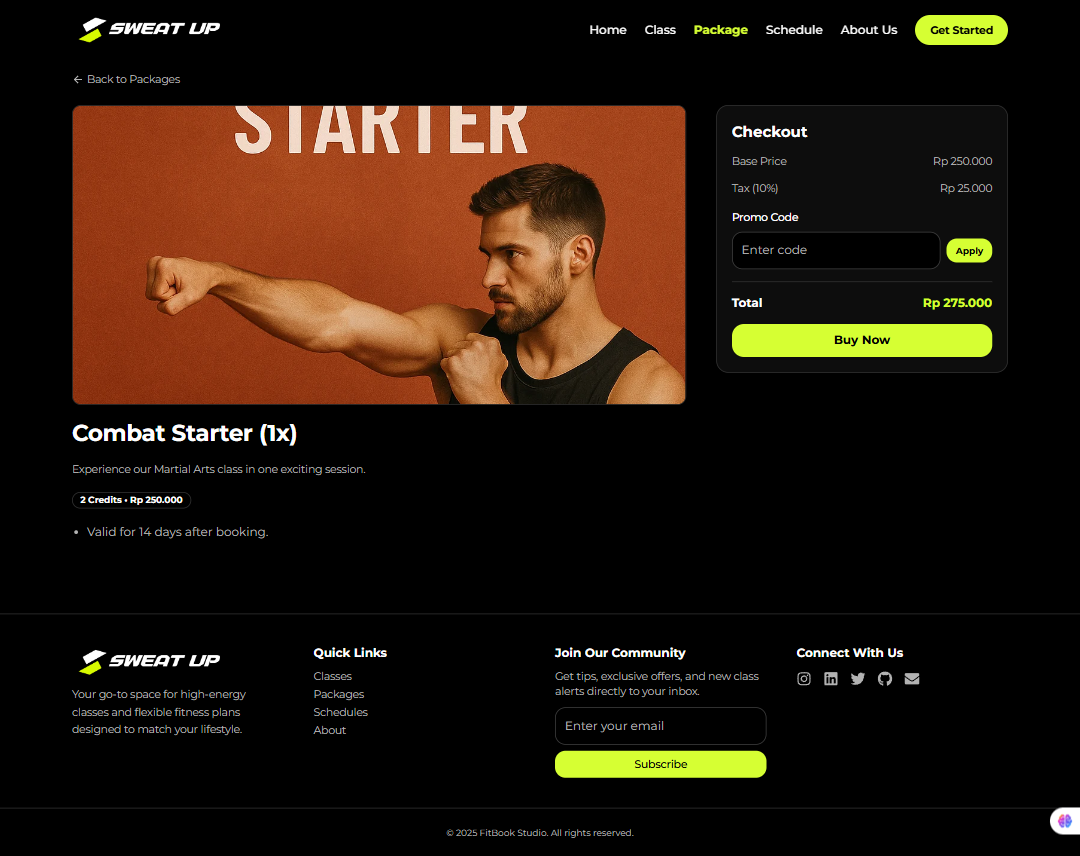 SWEAT UP
Home Class Package Schedule About Us Get Started
← Back to Packages
STARTER
Checkout
Base Price Rp 250.000
Tax (10%) Rp 25.000
Promo Code
Enter code Apply
Total Rp 275.000
Buy Now
Combat Starter (1x)
Experience our Martial Arts class in one exciting session.
2 Credits • Rp 250.000
• Valid for 14 days after booking.
SWEAT UP
Your go-to space for high-energy
classes and flexible fitness plans
designed to match your lifestyle.
Quick Links
Classes
Packages
Schedules
About
Join Our Community
Get tips, exclusive offers, and new class
alerts directly to your inbox.
Enter your email
Subscribe
Connect With Us
© 2025 FitBook Studio. All rights reserved.